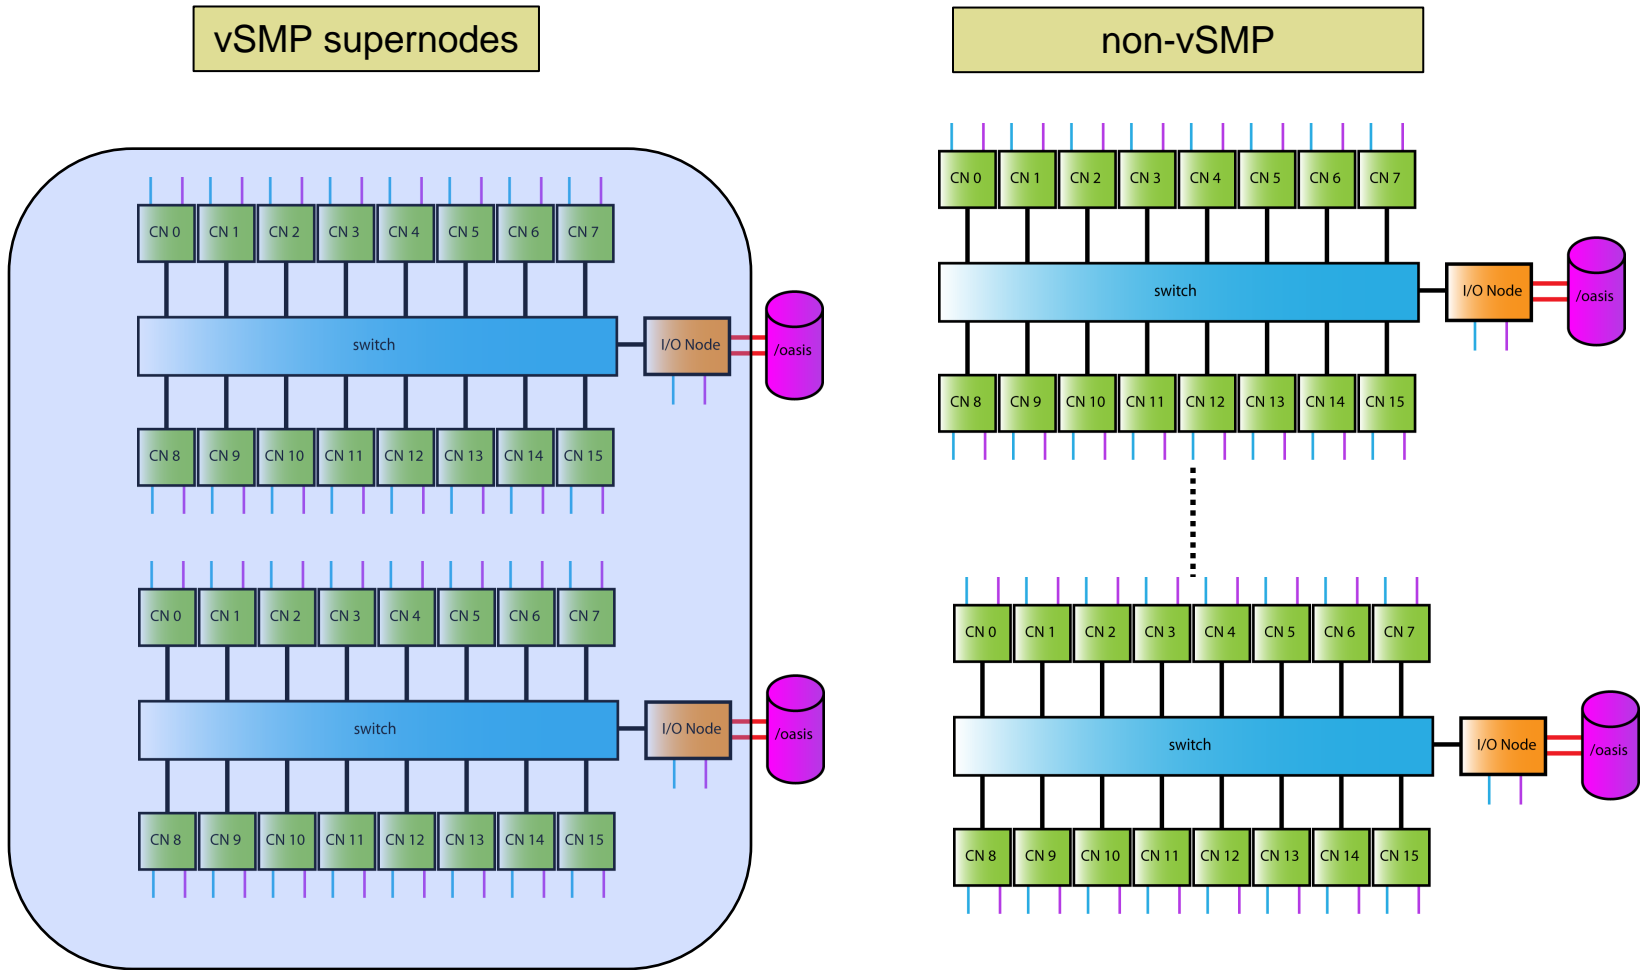 vSMP supernodes
non-vSMP
CN 0 CN 1 CN 2 CN 3 CN 4 CN 5 CN 6 CN 7
switch
I/O Node
/oasis
CN 8 CN 9 CN 10 CN 11 CN 12 CN 13 CN 14 CN 15
CN 0 CN 1 CN 2 CN 3 CN 4 CN 5 CN 6 CN 7
switch
I/O Node
/oasis
CN 8 CN 9 CN 10 CN 11 CN 12 CN 13 CN 14 CN 15
CN 0 CN 1 CN 2 CN 3 CN 4 CN 5 CN 6 CN 7
switch
I/O Node
/oasis
CN 8 CN 9 CN 10 CN 11 CN 12 CN 13 CN 14 CN 15
CN 0 CN 1 CN 2 CN 3 CN 4 CN 5 CN 6 CN 7
switch
I/O Node
/oasis
CN 8 CN 9 CN 10 CN 11 CN 12 CN 13 CN 14 CN 15